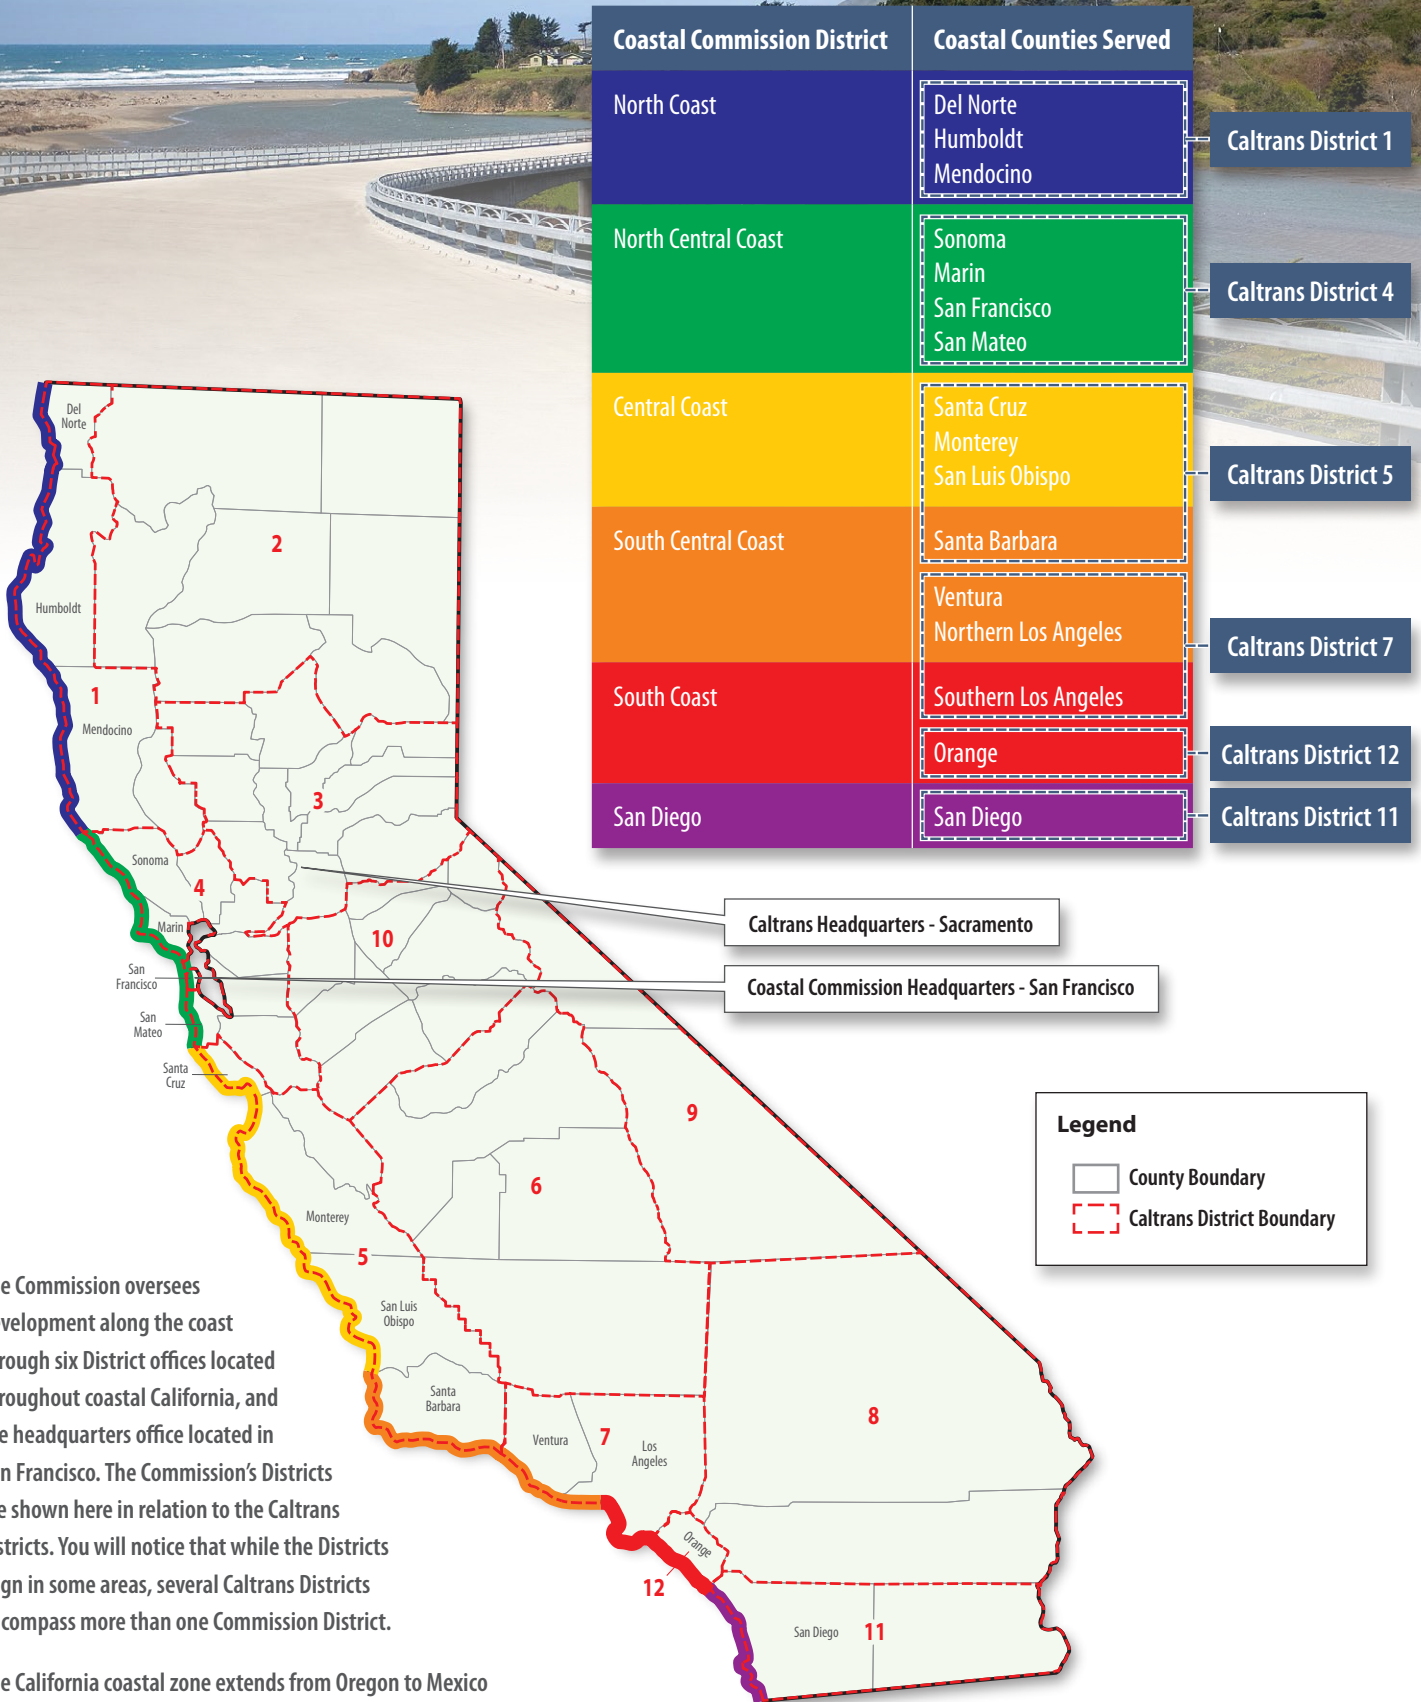 Coastal Commission District
Coastal Counties Served
North Coast
Del Norte
Humboldt
Mendocino
Caltrans District 1
North Central Coast
Sonoma
Marin
San Francisco
San Mateo
Caltrans District 4
Central Coast
Santa Cruz
Monterey
San Luis Obispo
Caltrans District 5
South Central Coast
Santa Barbara
Ventura
Northern Los Angeles
Caltrans District 7
South Coast
Southern Los Angeles
Orange
Caltrans District 12
San Diego
San Diego
Caltrans District 11
Del
Norte
2
Humboldt
1
Mendocino
3
Sonoma
4
Marin
10
San
Francisco
San
Mateo
Santa
Cruz
Caltrans Headquarters - Sacramento
Coastal Commission Headquarters - San Francisco
9
6
Monterey
5
San Luis
Obispo
Santa
Barbara
Ventura
7
Los
Angeles
8
Orange
12
San Diego
11
Legend
County Boundary
Caltrans District Boundary
e Commission oversees
velopment along the coast
rough six District offices located
roughout coastal California, and
e headquarters office located in
n Francisco. The Commission's Districts
e shown here in relation to the Caltrans
stricts. You will notice that while the Districts
gn in some areas, several Caltrans Districts
compass more than one Commission District.
e California coastal zone extends from Oregon to Mexico